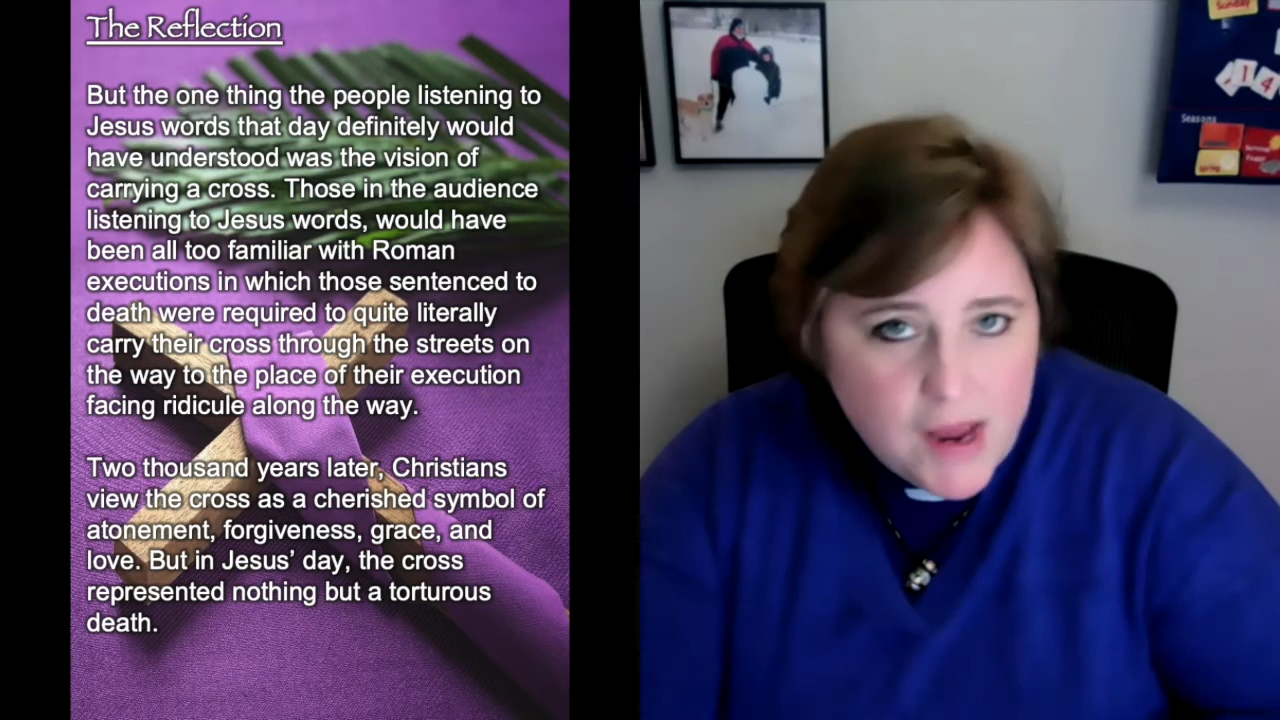 The Reflection
But the one thing the people listening to
Jesus words that day definitely would
have understood was the vision of
carrying a cross. Those in the audience
listening to Jesus words, would have
been all too familiar with Roman
executions in which those sentenced to
death were required to quite literally
carry their cross through the streets on
the way to the place of their execution
facing ridicule along the way.
Two thousand years later, Christians
view the cross as a cherished symbol of
atonement, forgiveness, grace, and
love. But in Jesus’ day, the cross
represented nothing but a torturous
death.
Sunday
14
Seasons